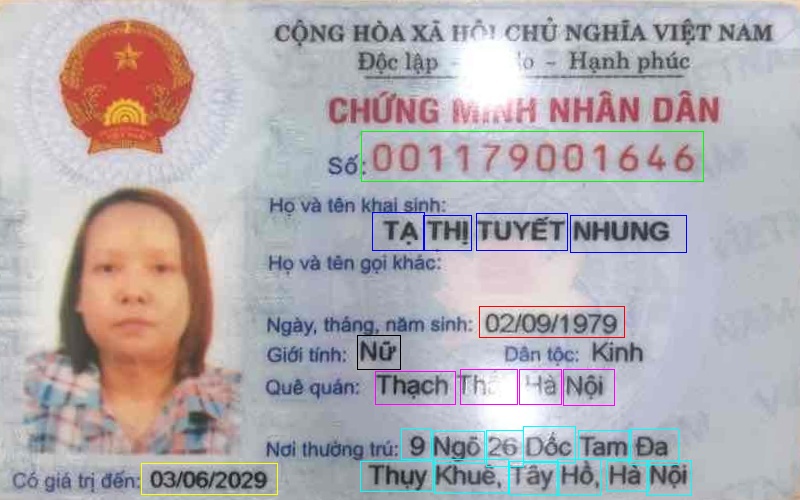 CỘNG HÒA XÃ HỘI CHỦ NGHĨA VIỆT NAM
Độc lập - do - Hạnh phúc
CHỨNG MINH NHÂN DÂN
Số: 001179001646
Họ và tên khai sinh:
TẠ THỊ TUYẾT NHUNG
Họ và tên gọi khác:
Ngày, tháng, năm sinh: 02/09/1979
Giới tính: Nữ Dân tộc: Kinh
Quê quán: Thạch Hà Nội
Nơi thường trú: 9 Ngõ 26 Dốc Tam Đa
Thụy Khuê, Tây Hồ, Hà Nội
Có giá trị đến: 03/06/2029